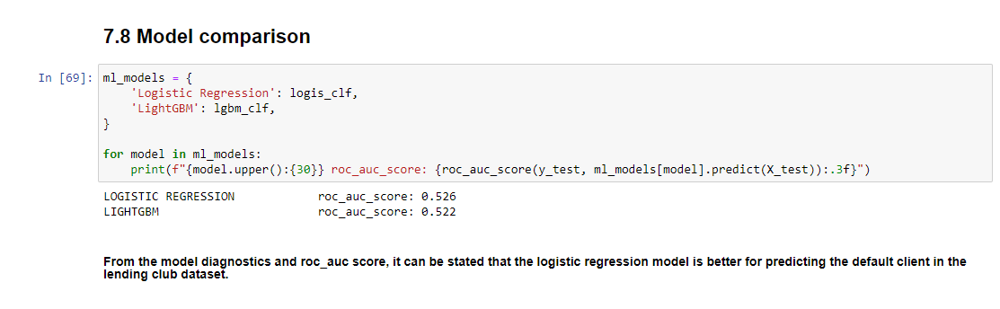 7.8 Model comparison
In [69]: ml_models = {
    'Logistic Regression': logis_clf,
    'LightGBM': lgbm_clf,
}
for model in ml_models:
    print(f"{model.upper():{30}} roc_auc_score: {roc_auc_score(y_test, ml_models[model].predict(X_test)):.3f}")
LOGISTIC REGRESSION            roc_auc_score: 0.526
LIGHTGBM                       roc_auc_score: 0.522
From the model diagnostics and roc_auc score, it can be stated that the logistic regression model is better for predicting the default client in the
lending club dataset.